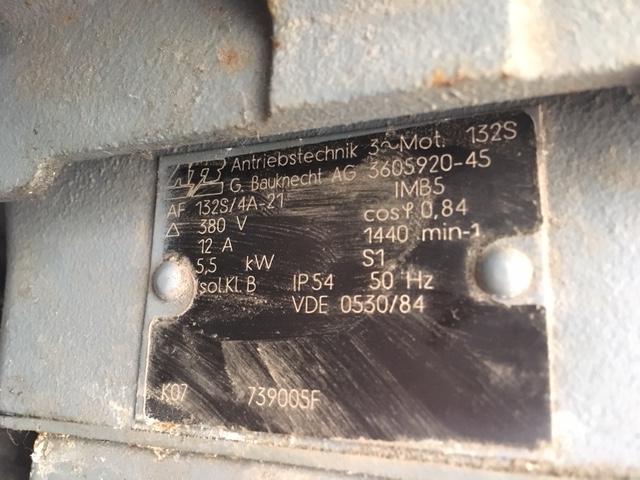 Antriebstechnik 3~Mot. 132S
G. Bauknecht AG 3605920-45
AF 132S/4A-21 IMB5
△ 380 V cosφ 0,84
12 A 1440 min-1
5,5 kW S1
Isol.Kl. B IP54 50 Hz
VDE 0530/84
K07 739005F